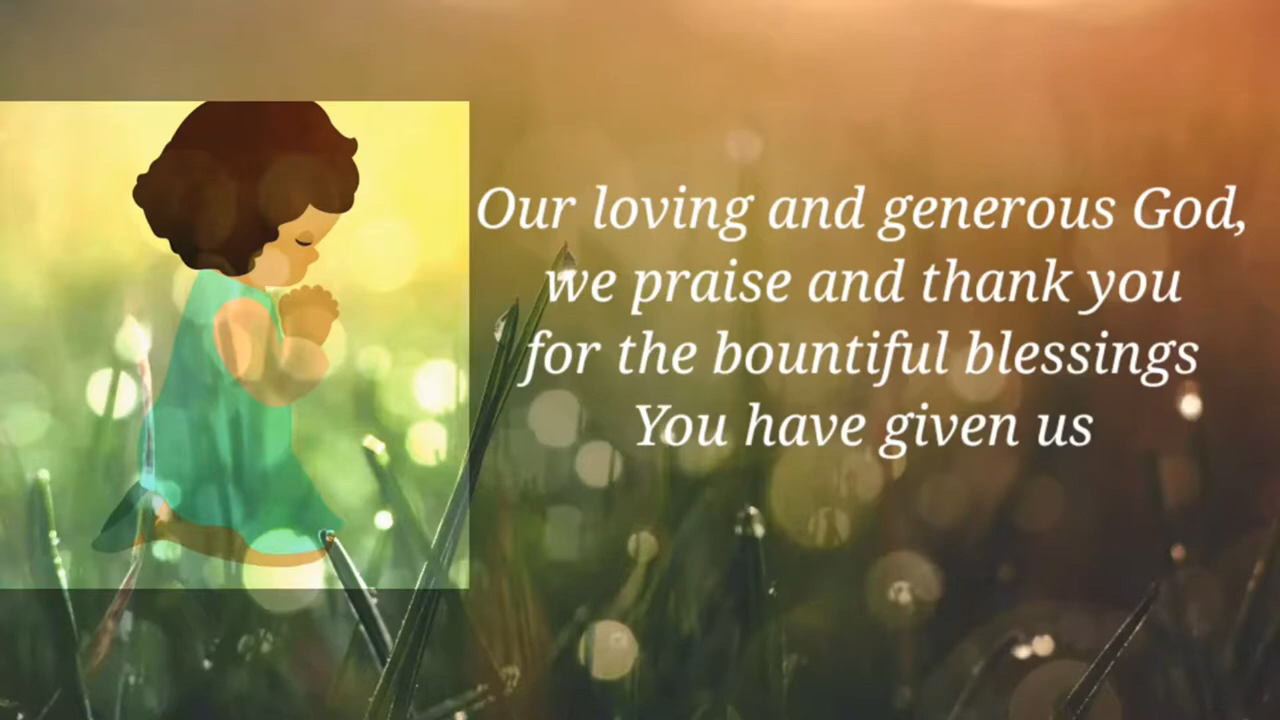 Our loving and generous God,
we praise and thank you
for the bountiful blessings
You have given us